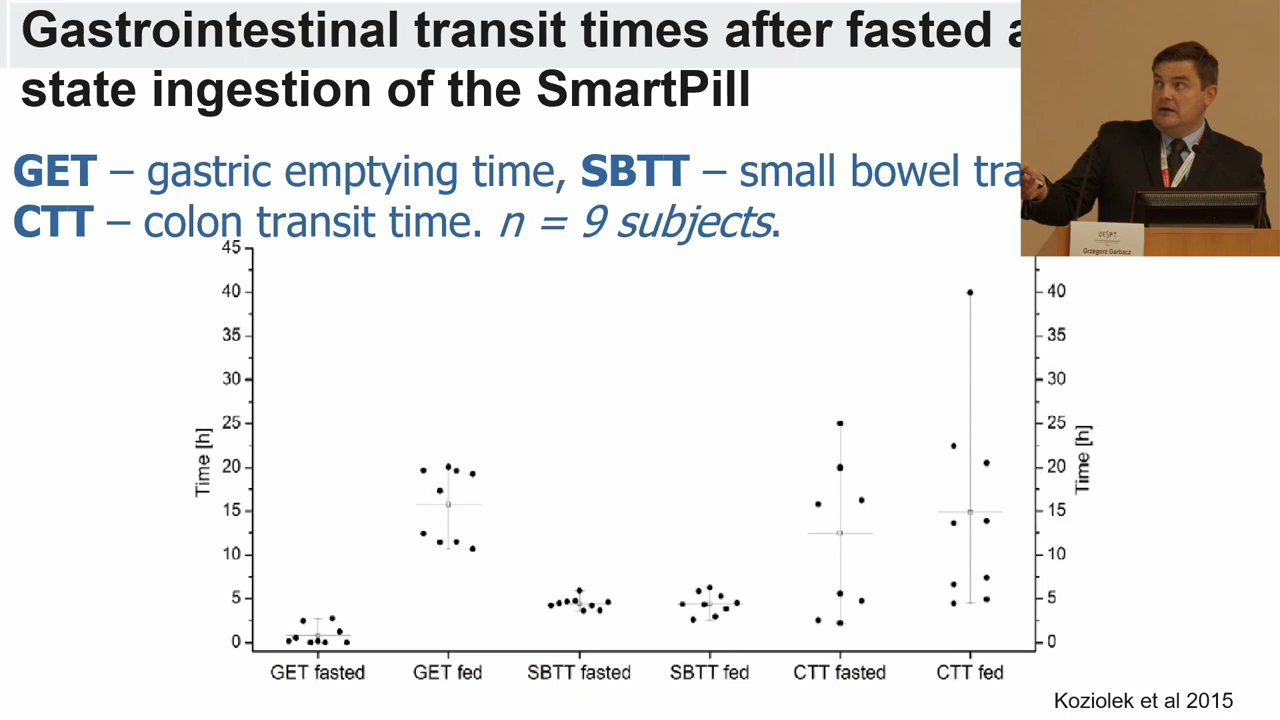 Gastrointestinal transit times after fasted
state ingestion of the SmartPill
GET – gastric emptying time, SBTT – small bowel tra
CTT – colon transit time. n = 9 subjects.
UKSPI
Grzegorz Garbacz
45
40
35
30
25
20
15
10
5
0
Time [h]
40
35
30
25
20
15
10
5
0
Time [h]
GET fasted
GET fed
SBTT fasted
SBTT fed
CTT fasted
CTT fed
Koziolek et al 2015